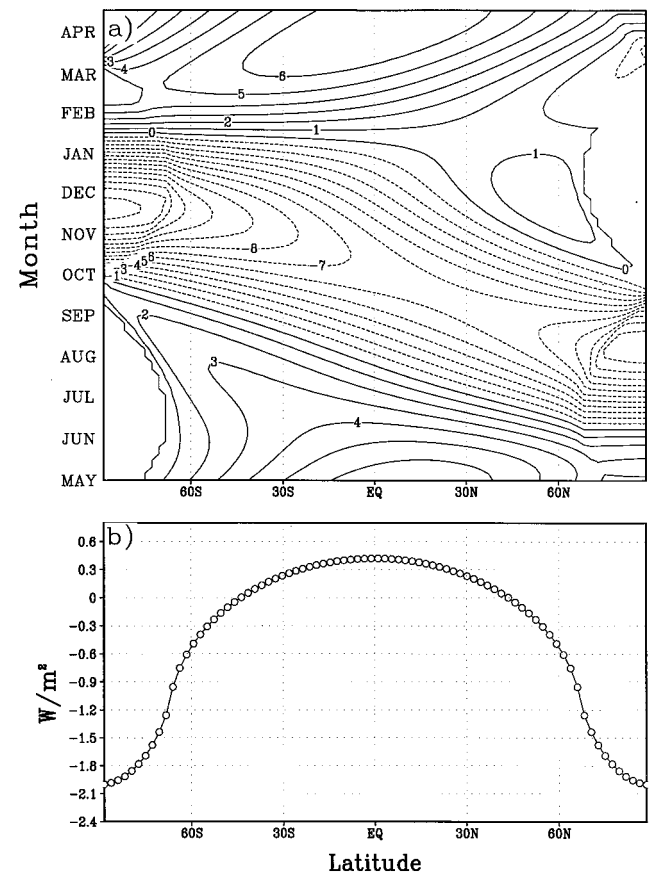 a)
APR
MAR
FEB
JAN
DEC
NOV
OCT
SEP
AUG
JUL
JUN
MAY
Month
3
4
5
6
2
1
0
1
-6
-7
0
2
3
4
60S
30S
EQ
30N
60N
b)
0.6
0.3
0
-0.3
-0.6
-0.9
-1.2
-1.5
-1.8
-2.1
-2.4
W/m²
60S
30S
EQ
30N
60N
Latitude